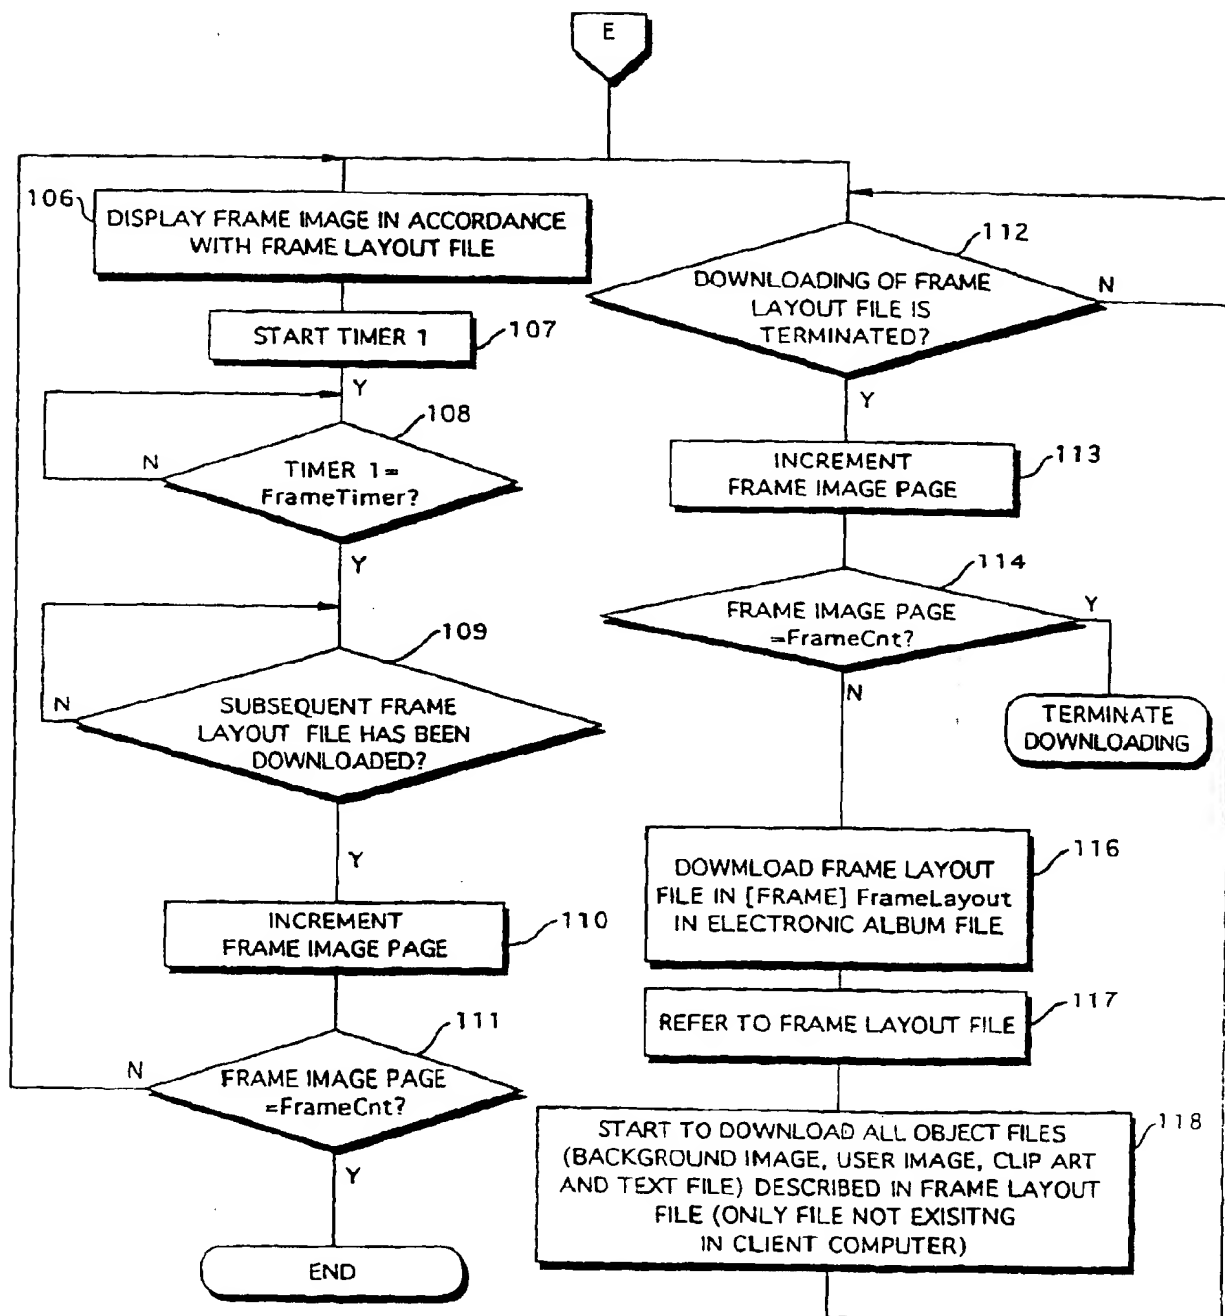 E
106
DISPLAY FRAME IMAGE IN ACCORDANCE
WITH FRAME LAYOUT FILE
START TIMER 1
107
Y
108
N
TIMER 1=
FrameTimer?
Y
109
N
SUBSEQUENT FRAME
LAYOUT FILE HAS BEEN
DOWNLOADED?
Y
INCREMENT
FRAME IMAGE PAGE
110
111
N
FRAME IMAGE PAGE
=FrameCnt?
Y
END
112
DOWNLOADING OF FRAME
LAYOUT FILE IS
TERMINATED?
N
Y
INCREMENT
FRAME IMAGE PAGE
113
114
FRAME IMAGE PAGE
=FrameCnt?
Y
N
TERMINATE
DOWNLOADING
DOWMLOAD FRAME LAYOUT
FILE IN [FRAME] FrameLayout
IN ELECTRONIC ALBUM FILE
116
REFER TO FRAME LAYOUT FILE
117
START TO DOWNLOAD ALL OBJECT FILES
(BACKGROUND IMAGE, USER IMAGE, CLIP ART
AND TEXT FILE) DESCRIBED IN FRAME LAYOUT
FILE (ONLY FILE NOT EXISITNG
IN CLIENT COMPUTER)
118